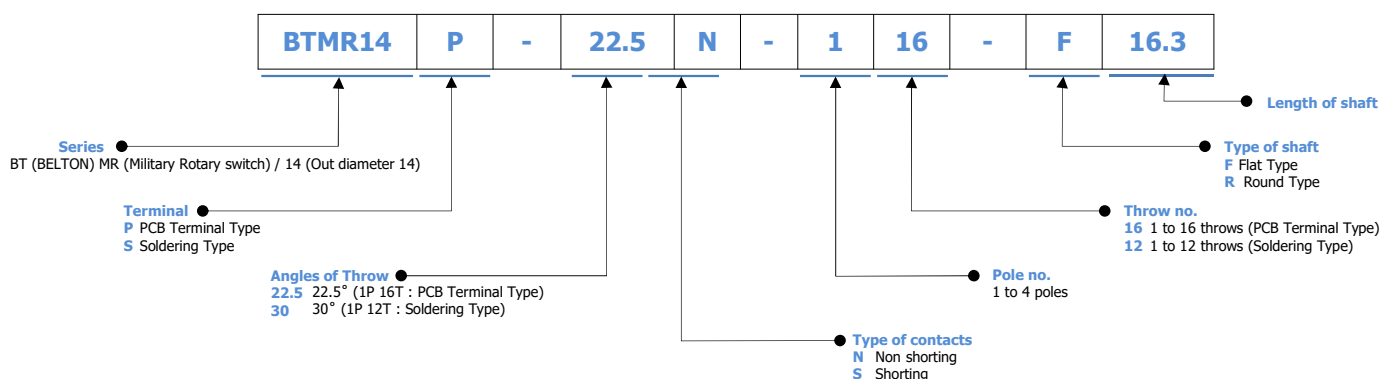 BTMR14 P - 22.5 N - 1 16 - F 16.3
Length of shaft
Series
BT (BELTON) MR (Military Rotary switch) / 14 (Out diameter 14)
Type of shaft
F Flat Type
R Round Type
Terminal
P PCB Terminal Type
S Soldering Type
Throw no.
16 1 to 16 throws (PCB Terminal Type)
12 1 to 12 throws (Soldering Type)
Angles of Throw
22.5 22.5˚ (1P 16T : PCB Terminal Type)
30 30˚ (1P 12T : Soldering Type)
Pole no.
1 to 4 poles
Type of contacts
N Non shorting
S Shorting